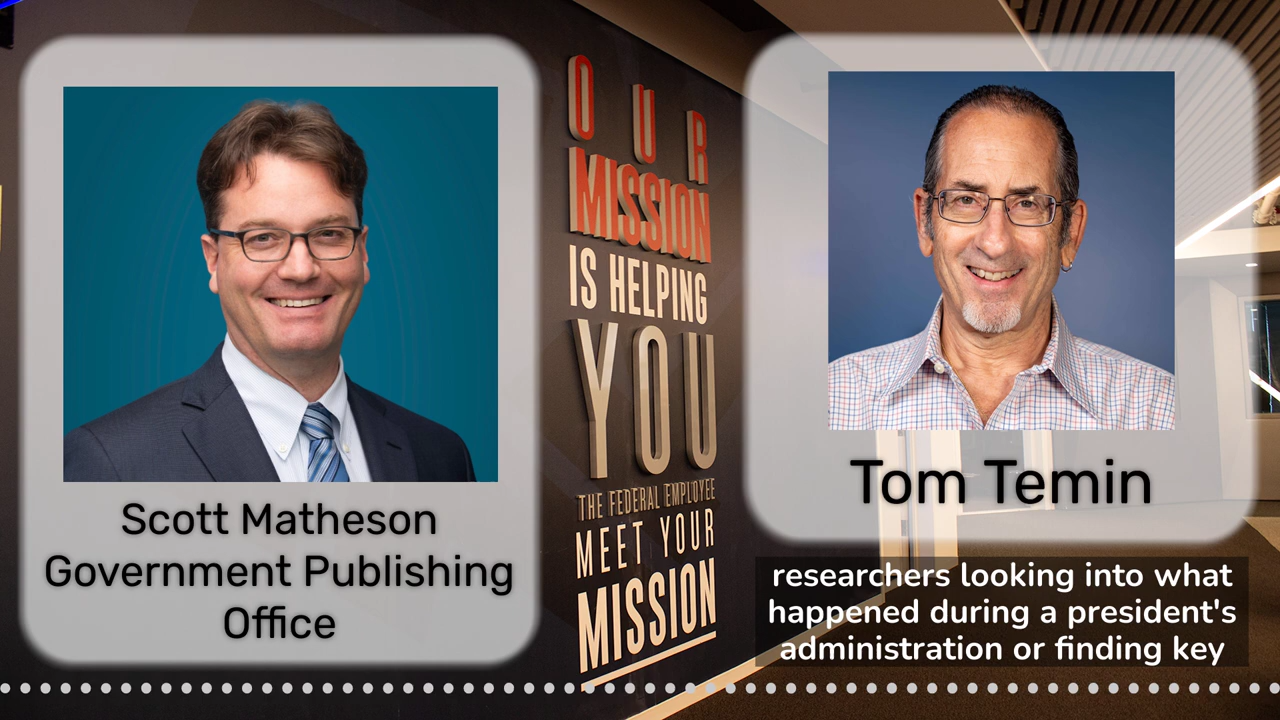 Scott Matheson
Government Publishing
Office
OUR
MISSION
IS HELPING
YOU
THE FEDERAL EMPLOYEE
MEET YOUR
MISSION
Tom Temin
researchers looking into what
happened during a president's
administration or finding key